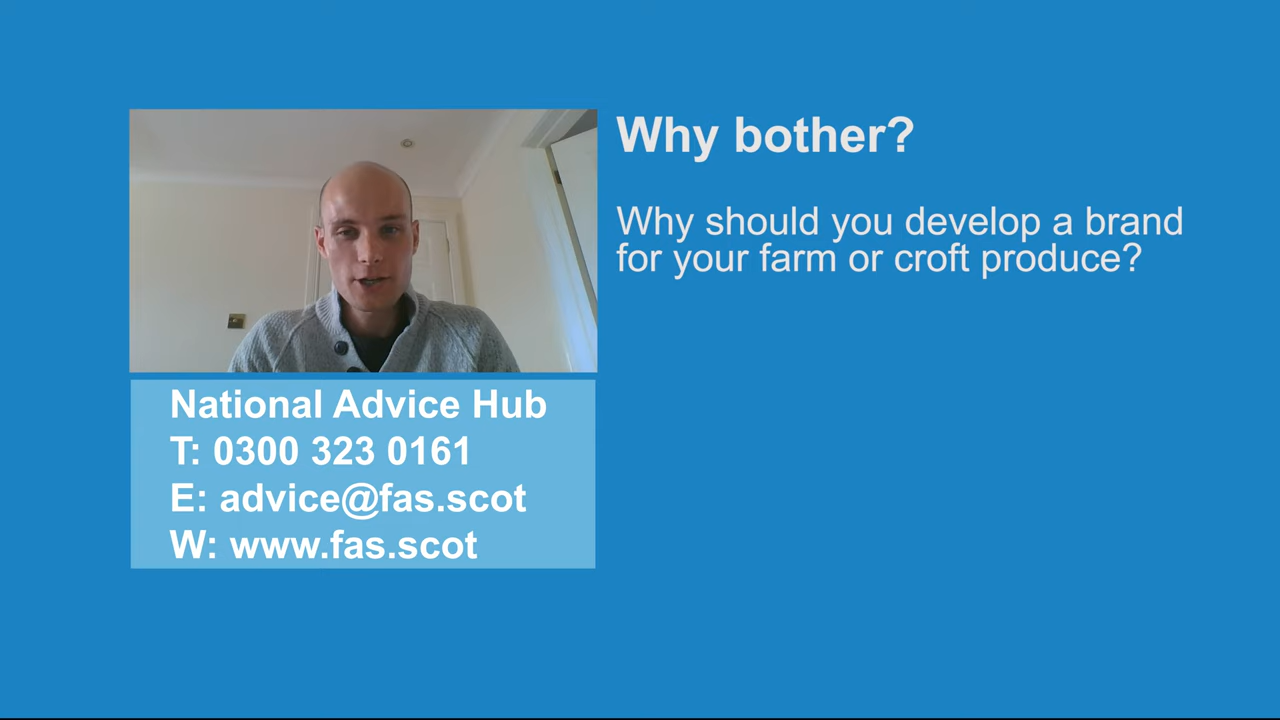 Why bother?
Why should you develop a brand
for your farm or croft produce?
National Advice Hub
T: 0300 323 0161
E: advice@fas.scot
W: www.fas.scot